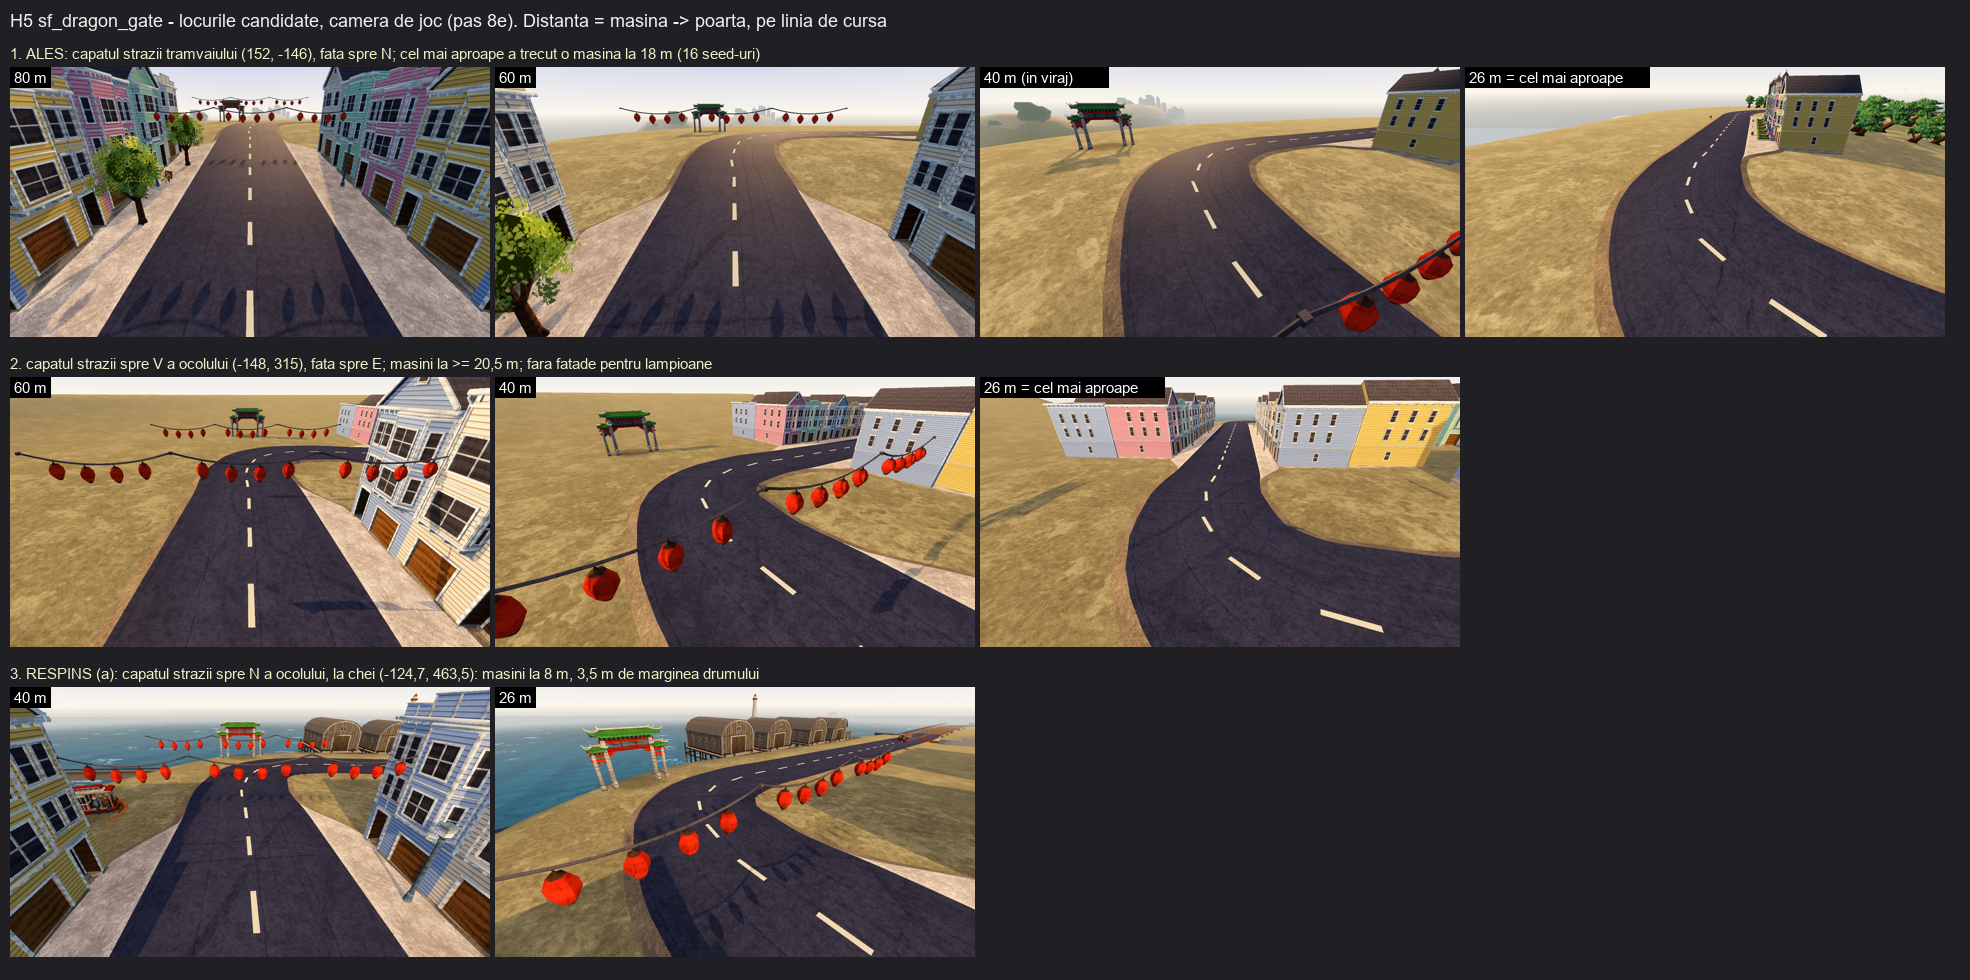 H5 sf_dragon_gate - locurile candidate, camera de joc (pas 8e). Distanta = masina -> poarta, pe linia de cursa
1. ALES: capatul strazii tramvaiului (152, -146), fata spre N; cel mai aproape a trecut o masina la 18 m (16 seed-uri)
80 m
60 m
40 m (in viraj)
26 m = cel mai aproape
2. capatul strazii spre V a ocolului (-148, 315), fata spre E; masini la >= 20,5 m; fara fatade pentru lampioane
60 m
40 m
26 m = cel mai aproape
3. RESPINS (a): capatul strazii spre N a ocolului, la chei (-124,7, 463,5): masini la 8 m, 3,5 m de marginea drumului
40 m
26 m